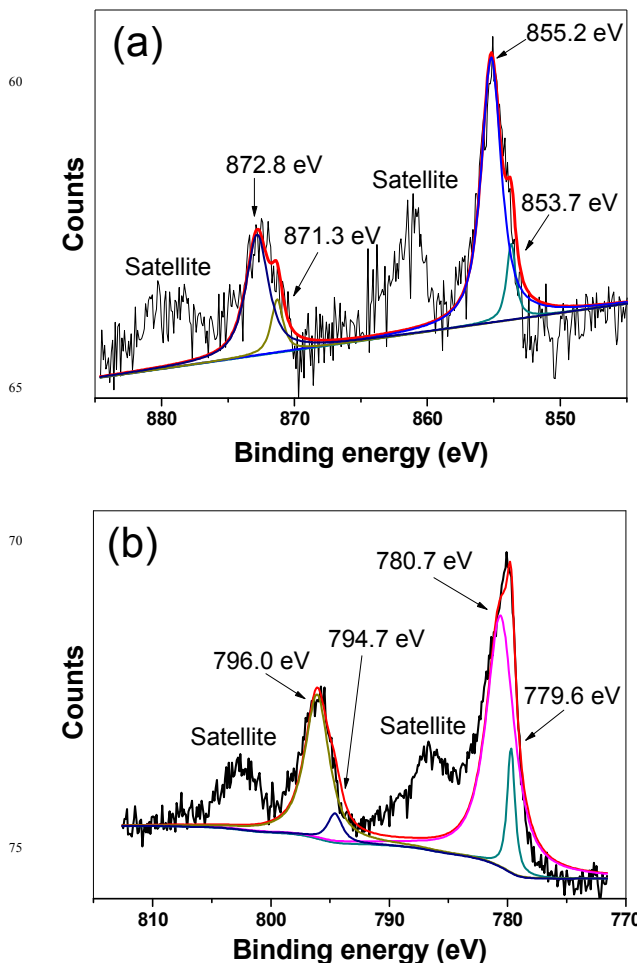 (a)
855.2 eV
60
872.8 eV
Satellite
853.7 eV
871.3 eV
Satellite
Counts
65
880
870
860
850
Binding energy (eV)
70
(b)
780.7 eV
794.7 eV
796.0 eV
779.6 eV
Satellite
Satellite
Counts
75
810
800
790
780
770
Binding energy (eV)